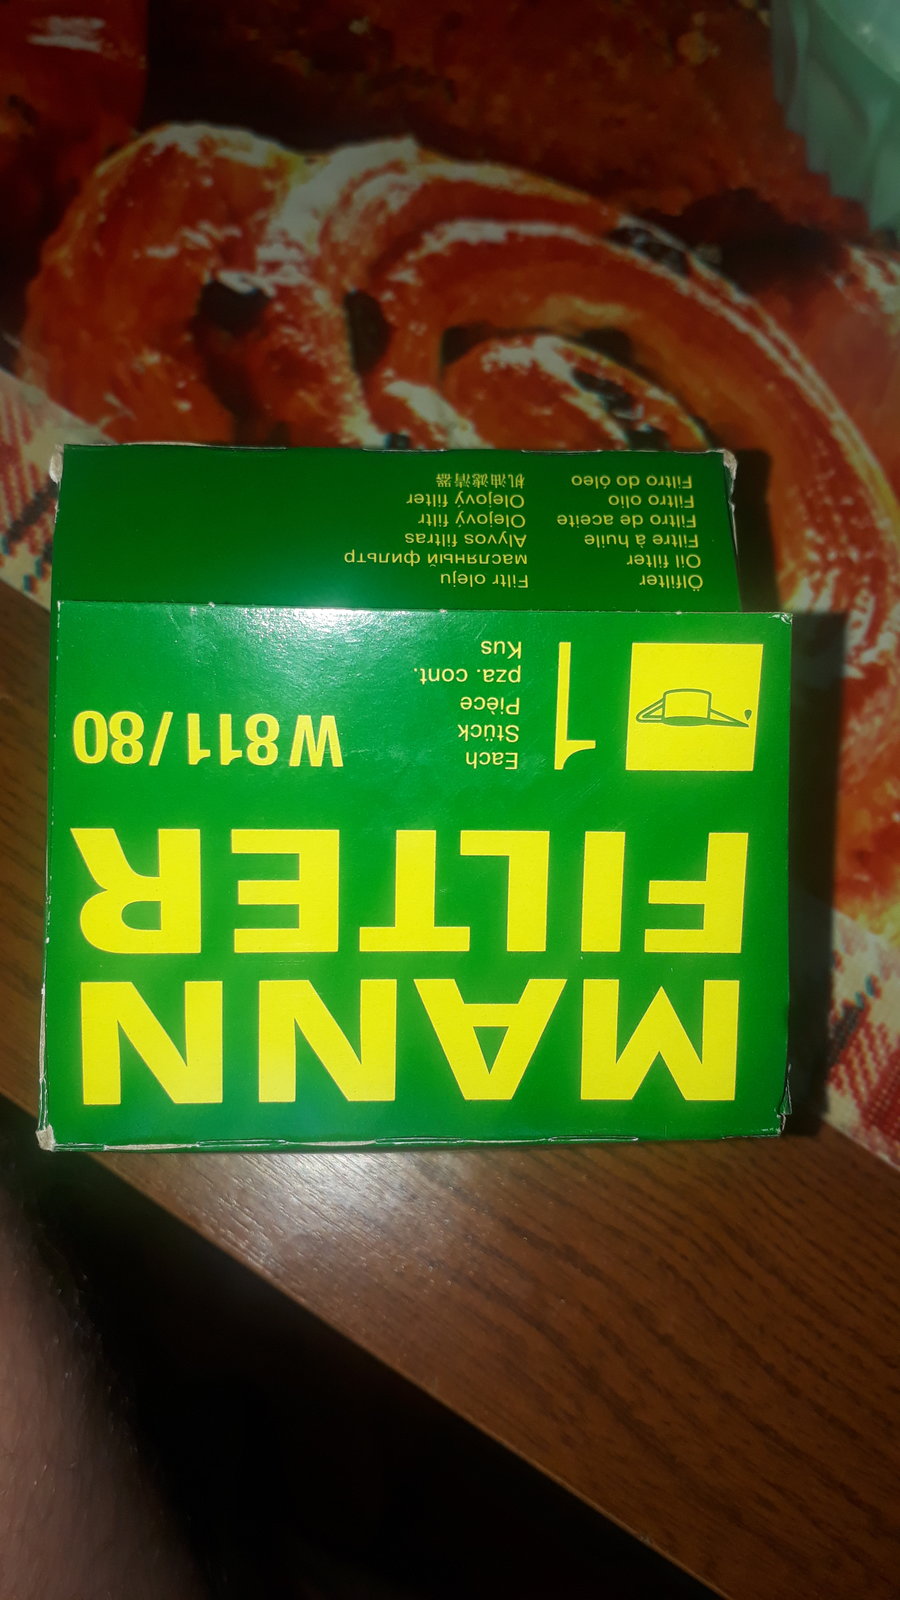 MANN
FILTER
1
Each
Stück
Pièce
pza. cont.
Kus
W 811/80
Ölfilter
Oil filter
Filtre à huile
Filtro de aceite
Filtro olio
Filtro do óleo
Filtr oleju
масляный фильтр
Alyvos filtras
Olejový filtr
Olejový filter
机油滤清器